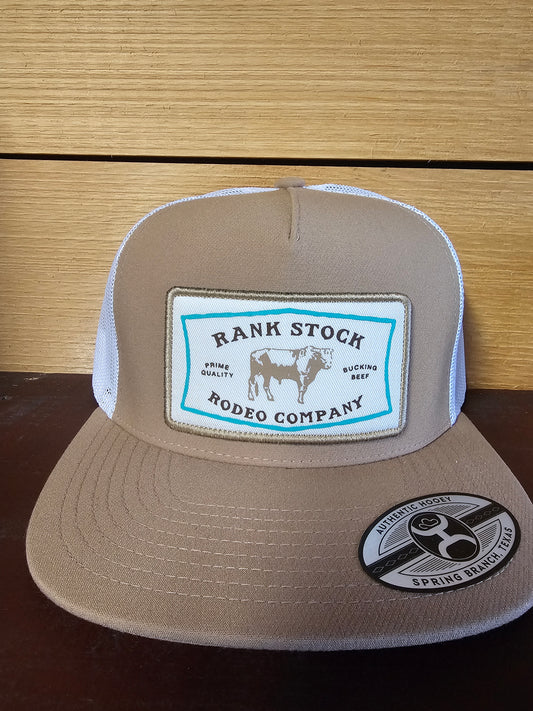 RANK STOCK
PRIME
QUALITY
BUCKING
BEEF
RODEO COMPANY
AUTHENTIC HOOEY
SPRING BRANCH, TEXAS